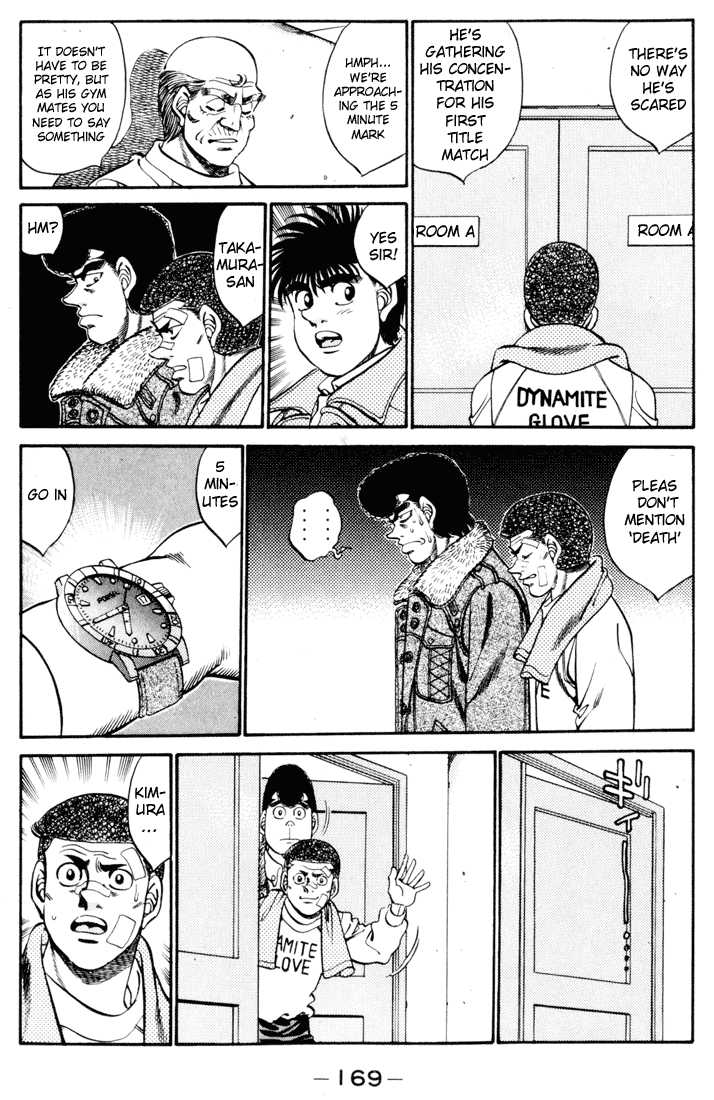 THERE'S
NO WAY
HE'S
SCARED
HE'S
GATHERING
HIS CONCEN-
TRATION
FOR HIS
FIRST
TITLE
MATCH
ROOM A
ROOM A
DYNAMITE
GLOVE
HMPH...
WE'RE
APPROACH-
ING THE 5
MINUTE
MARK
IT DOESN'T
HAVE TO BE
PRETTY, BUT
AS HIS GYM
MATES YOU
NEED TO SAY
SOMETHING
YES
SIR!
TAKA-
MURA-
SAN
HM?
PLEAS
DON'T
MENTION
'DEATH'
......
5
MIN-
UTES
GO IN
ギィ
AMITE
LOVE
KIM-
URA
...
-169-